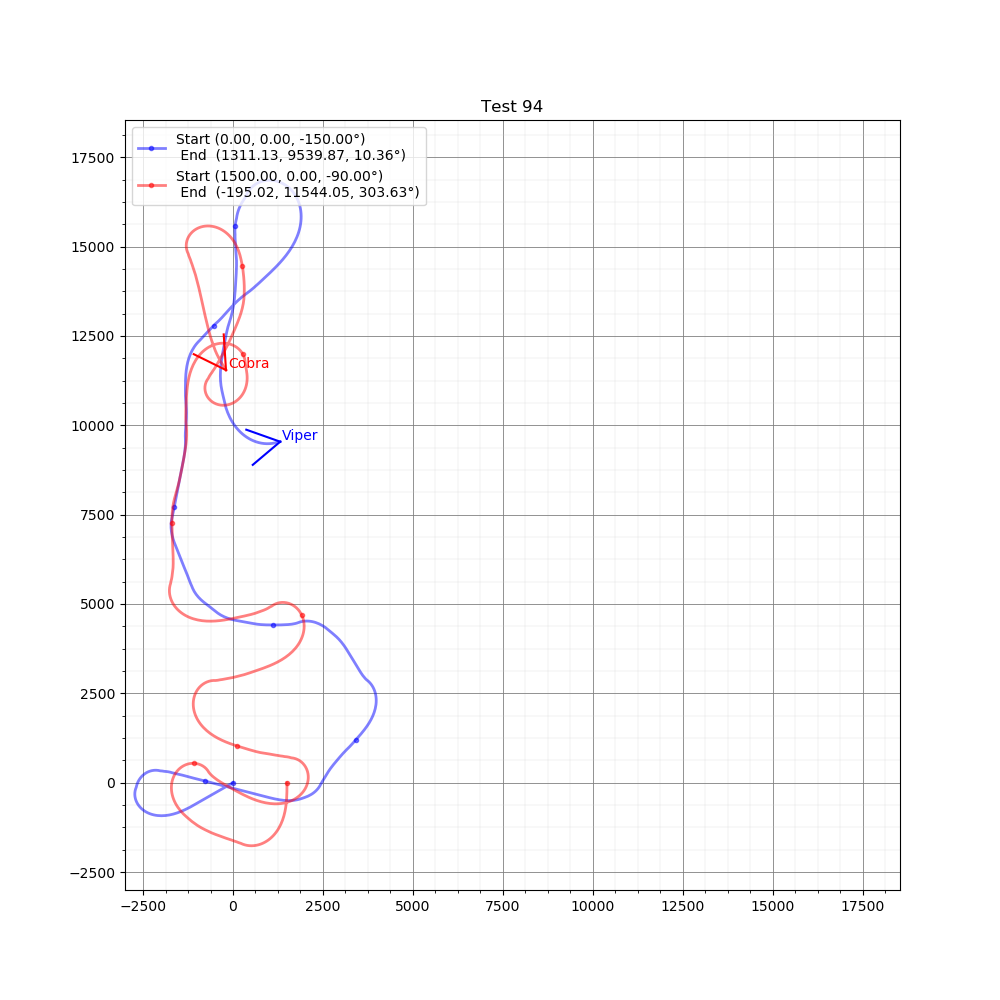 Test 94
Start (0.00, 0.00, -150.00°)
End (1311.13, 9539.87, 10.36°)
Start (1500.00, 0.00, -90.00°)
End (-195.02, 11544.05, 303.63°)
17500
15000
12500
10000
7500
5000
2500
0
−2500
Cobra
Viper
−2500 0 2500 5000 7500 10000 12500 15000 17500